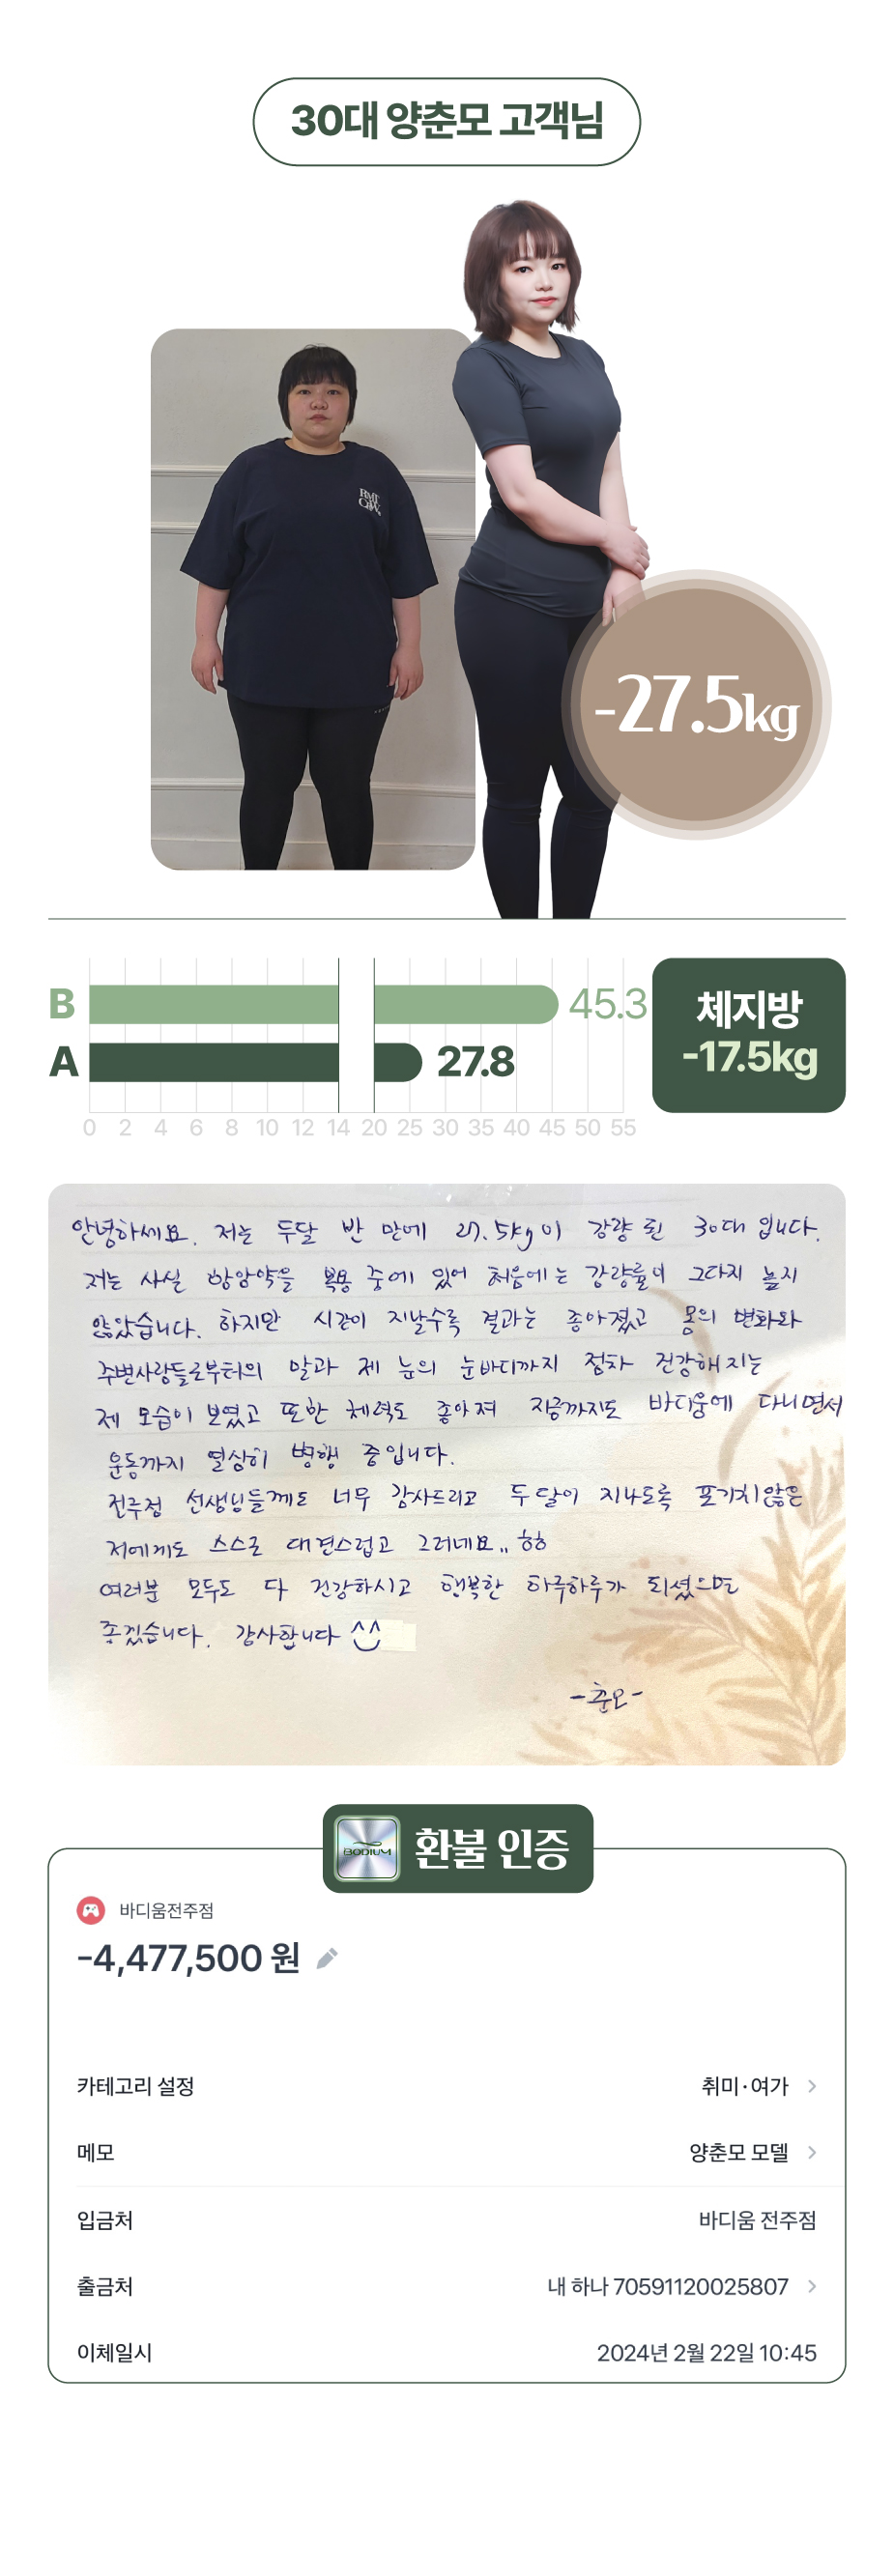 30대 양춘모 고객님
-27.5kg
B 45.3
A 27.8
0 2 4 6 8 10 12 14 20 25 30 35 40 45 50 55
체지방
-17.5kg
안녕하세요. 저는 두달 반 만에 27.5kg이 감량 된 30대 입니다.
저는 사실 항암약을 복용 중에 있어 처음에는 감량률이 그다지 높지
않았습니다. 하지만 시간이 지날수록 결과는 좋아졌고 몸의 변화와
주변사람들로부터의 말과 제 눈의 눈바디까지 점차 건강해지는
제 모습이 보였고 또한 체력도 좋아져 지금까지도 바디움에 다니면서
운동까지 열심히 병행 중입니다.
전주점 선생님들께도 너무 감사드리고 두달이 지나도록 포기치않은
저에게도 스스로 대견스럽고 그러네요.. ㅎㅎ
여러분 모두도 다 건강하시고 행복한 하루하루가 되셨으면
좋겠습니다. 감사합니다 ^^
-춘모-
BODIUM 환불 인증
바디움전주점
-4,477,500 원
카테고리 설정 취미·여가
메모 양춘모 모델
입금처 바디움 전주점
출금처 내 하나 70591120025807
이체일시 2024년 2월 22일 10:45